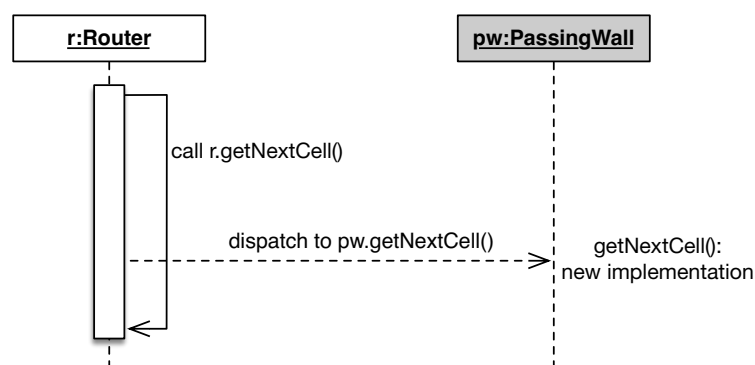 r:Router
pw:PassingWall
call r.getNextCell()
dispatch to pw.getNextCell()
getNextCell():
new implementation